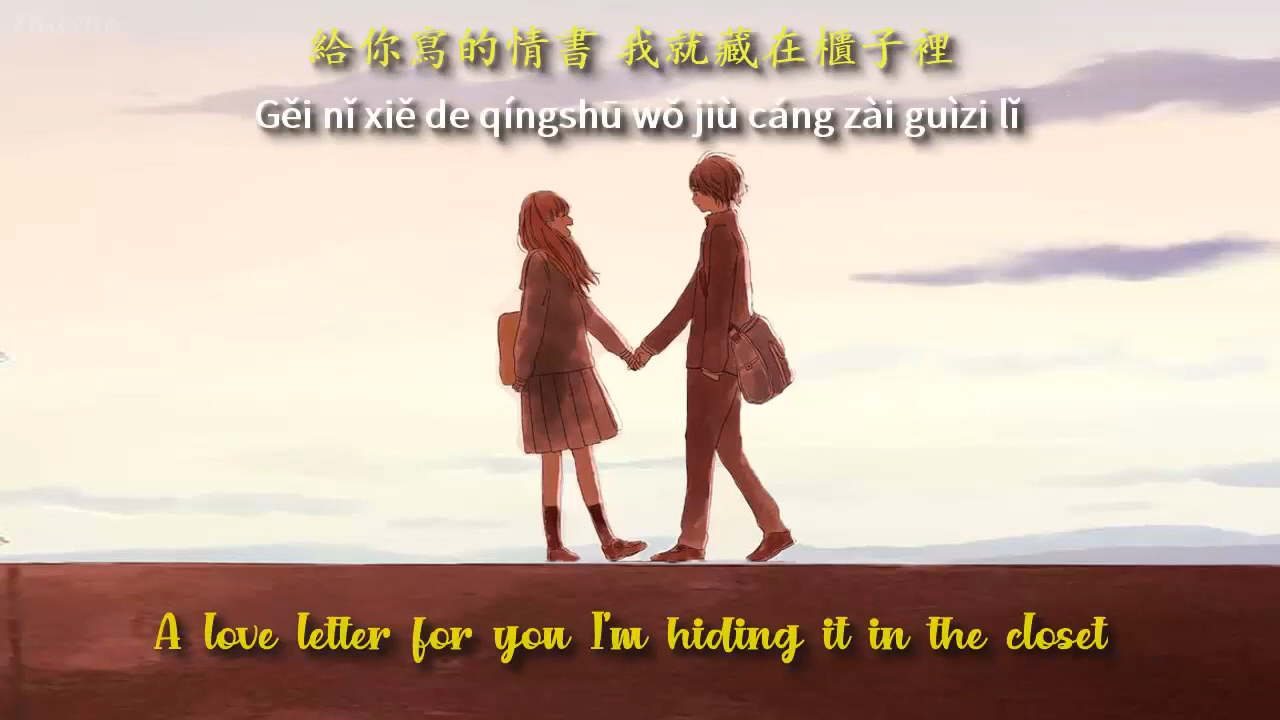 給你寫的情書 我就藏在櫃子裡
Gěi nǐ xiě de qíngshū wǒ jiù cáng zài guìzi lǐ
A love letter for you I'm hiding it in the closet